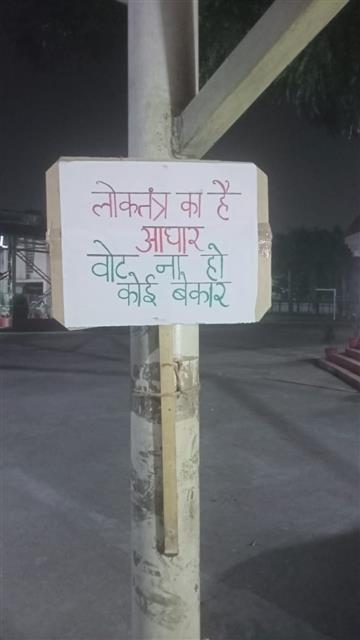 लोकतंत्र का है
आधार
वोट ना हो
कोई बेकार